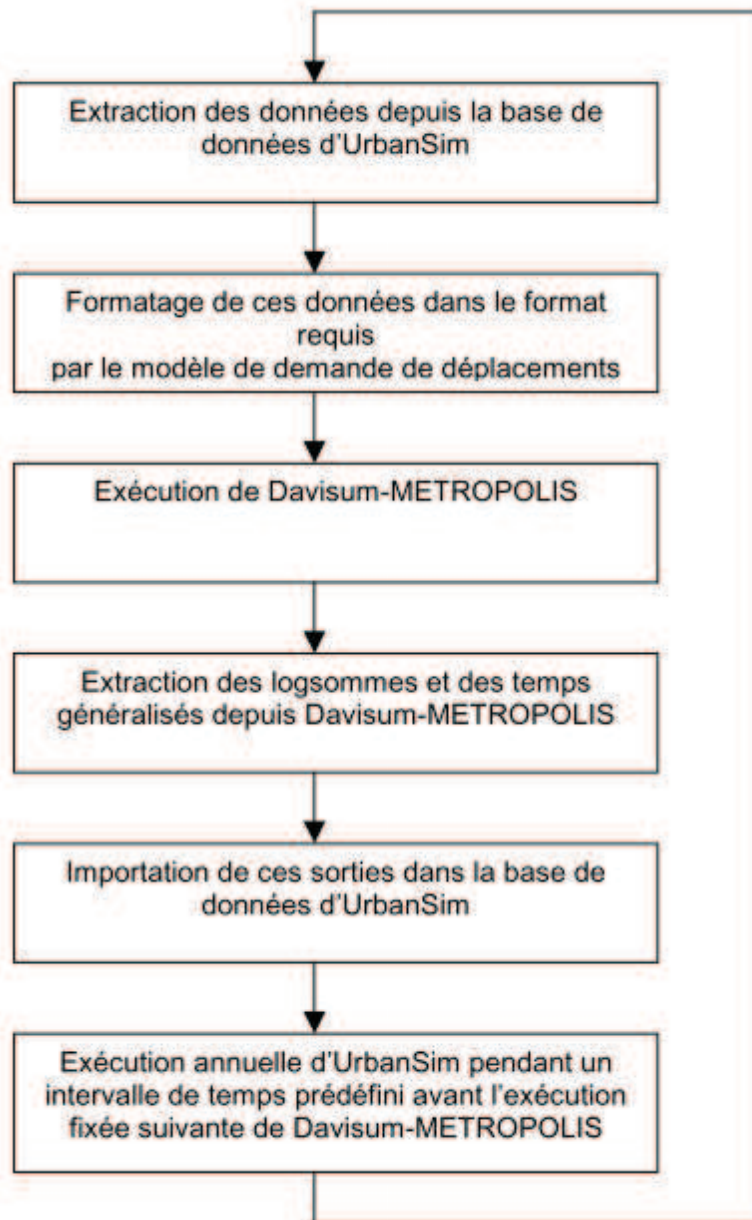 Extraction des données depuis la base de
données d'UrbanSim
Formatage de ces données dans le format
requis
par le modèle de demande de déplacements
Exécution de Davisum-METROPOLIS
Extraction des logsommes et des temps
généralisés depuis Davisum-METROPOLIS
Importation de ces sorties dans la base de
données d'UrbanSim
Exécution annuelle d'UrbanSim pendant un
intervalle de temps prédéfini avant l'exécution
fixée suivante de Davisum-METROPOLIS